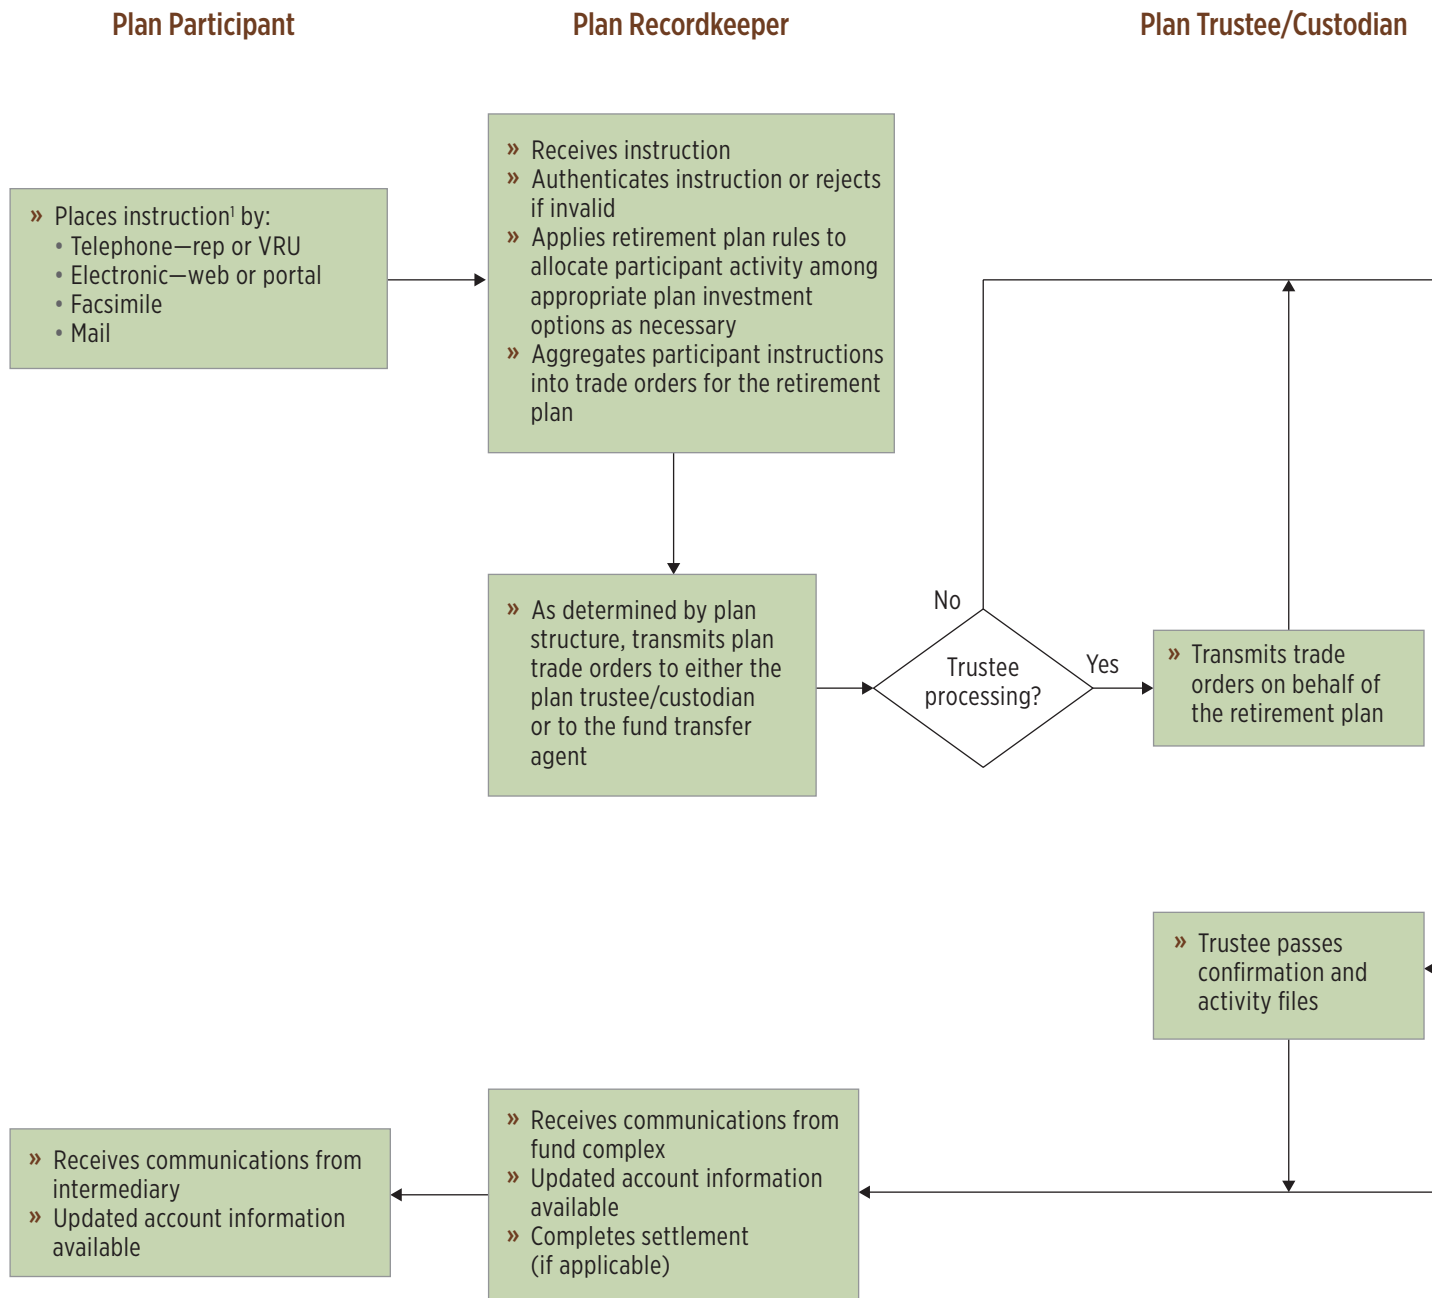 Plan Participant
Plan Recordkeeper
Plan Trustee/Custodian
» Places instruction¹ by:
• Telephone—rep or VRU
• Electronic—web or portal
• Facsimile
• Mail
» Receives instruction
» Authenticates instruction or rejects
if invalid
» Applies retirement plan rules to
allocate participant activity among
appropriate plan investment
options as necessary
» Aggregates participant instructions
into trade orders for the retirement
plan
» As determined by plan
structure, transmits plan
trade orders to either the
plan trustee/custodian
or to the fund transfer
agent
No
Trustee
processing?
Yes
» Transmits trade
orders on behalf of
the retirement plan
» Trustee passes
confirmation and
activity files
» Receives communications from
fund complex
» Updated account information
available
» Completes settlement
(if applicable)
» Receives communications from
intermediary
» Updated account information
available